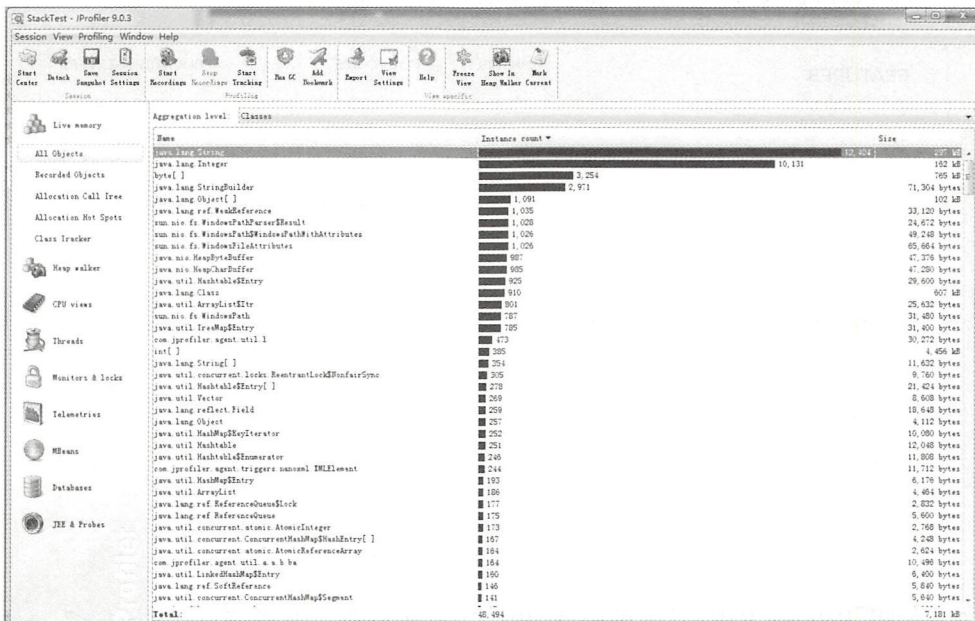 StackTest - JProfiler 9.0.3
Session View Profiling Window Help
Start Center
Detach
Save Snapshot
Session Settings
Start Recordings
Stop Recordings
Start Tracking
Run GC
Add Bookmark
Export
View Settings
Help
Freeze View
Show In Heap Walker
Mark Current
Session
Profiling
View specific
Live memory
All Objects
Recorded Objects
Allocation Call Tree
Allocation Hot Spots
Class Tracker
Heap walker
CPU views
Threads
Monitors & locks
Telemetries
MBeans
Databases
JEE & Probes
Aggregation level: Classes
Name Instance count Size
java.lang.String 12,404 297 kB
java.lang.Integer 10,131 162 kB
byte[ ] 3,254 765 kB
java.lang.StringBuilder 2,971 71,304 bytes
java.lang.Object[ ] 1,091 102 kB
java.lang.ref.WeakReference 1,035 33,120 bytes
sun.nio.fs.WindowsPathParser$Result 1,028 24,672 bytes
sun.nio.fs.WindowsPath$WindowsPathWithAttributes 1,026 49,248 bytes
sun.nio.fs.WindowsFileAttributes 1,026 65,664 bytes
java.nio.HeapByteBuffer 987 47,376 bytes
java.nio.HeapCharBuffer 985 47,280 bytes
java.util.Hashtable$Entry 925 29,600 bytes
java.lang.Class 910 607 kB
java.util.ArrayList$Itr 801 25,632 bytes
sun.nio.fs.WindowsPath 787 31,480 bytes
java.util.TreeMap$Entry 785 31,400 bytes
com.jprofiler.agent.util.l 473 30,272 bytes
int[ ] 385 4,456 kB
java.lang.String[ ] 354 11,632 bytes
java.util.concurrent.locks.ReentrantLock$NonfairSync 305 9,760 bytes
java.util.Hashtable$Entry[ ] 278 21,424 bytes
java.util.Vector 269 8,608 bytes
java.lang.reflect.Field 259 18,648 bytes
java.lang.Object 257 4,112 bytes
java.util.HashMap$KeyIterator 252 10,080 bytes
java.util.Hashtable 251 12,048 bytes
java.util.Hashtable$Enumerator 246 11,808 bytes
com.jprofiler.agent.triggers.nanoxml.XMLElement 244 11,712 bytes
java.util.HashMap$Entry 193 6,176 bytes
java.util.ArrayList 186 4,464 bytes
java.lang.ref.ReferenceQueue$Lock 177 2,832 bytes
java.lang.ref.ReferenceQueue 175 5,600 bytes
java.util.concurrent.atomic.AtomicInteger 173 2,768 bytes
java.util.concurrent.ConcurrentHashMap$HashEntry[ ] 167 4,248 bytes
java.util.concurrent.atomic.AtomicReferenceArray 164 2,624 bytes
com.jprofiler.agent.util.a.a.b.ba 164 10,496 bytes
java.util.LinkedHashMap$Entry 160 6,400 bytes
java.lang.ref.SoftReference 146 5,840 bytes
java.util.concurrent.ConcurrentHashMap$Segment 141 5,640 bytes
Total: 48,494 7,181 kB